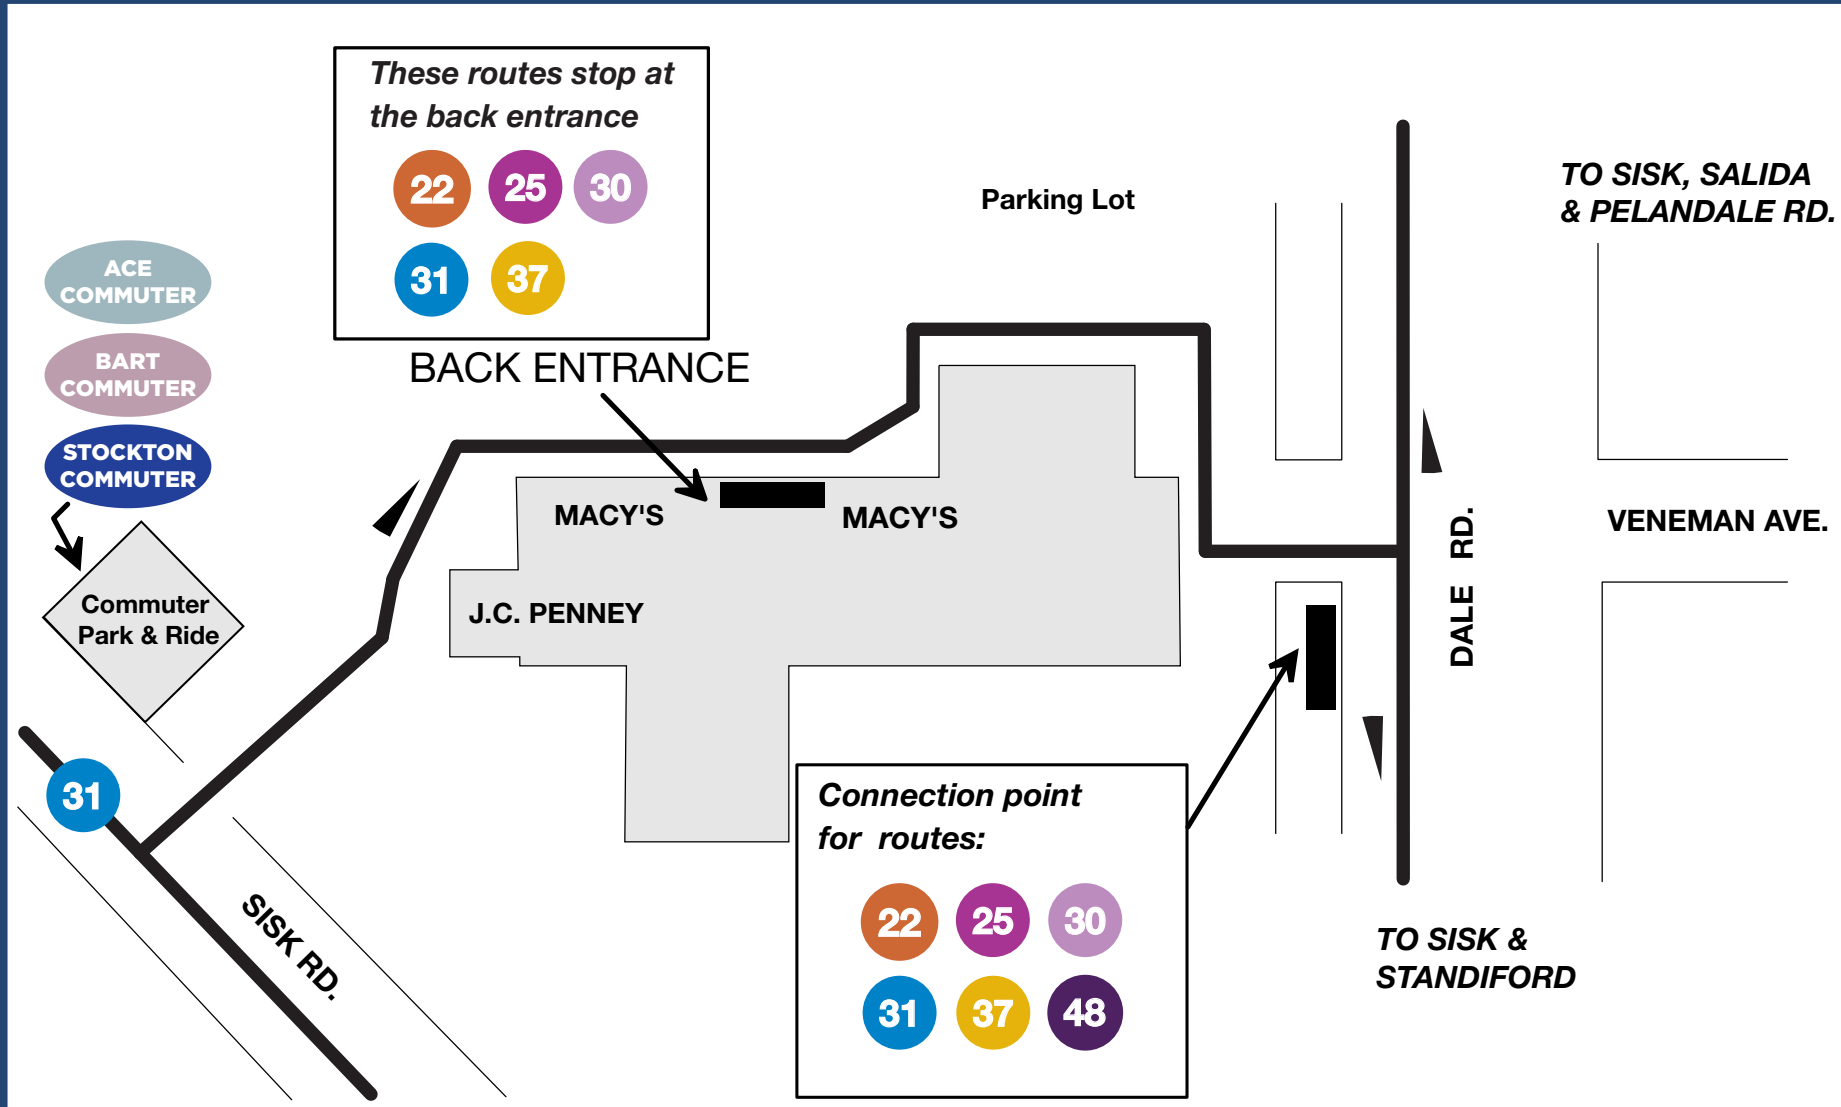 These routes stop at
the back entrance
22 25 30
31 37
BACK ENTRANCE
Parking Lot
TO SISK, SALIDA
& PELANDALE RD.
ACE
COMMUTER
BART
COMMUTER
STOCKTON
COMMUTER
Commuter
Park & Ride
MACY'S
MACY'S
J.C. PENNEY
DALE RD.
VENEMAN AVE.
31
SISK RD.
Connection point
for routes:
22 25 30
31 37 48
TO SISK &
STANDIFORD